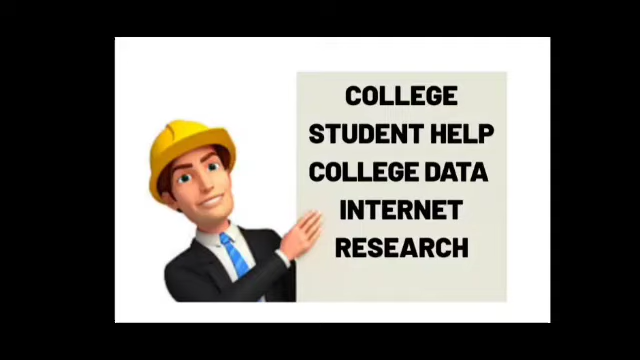 COLLEGE
STUDENT HELP
COLLEGE DATA
INTERNET
RESEARCH